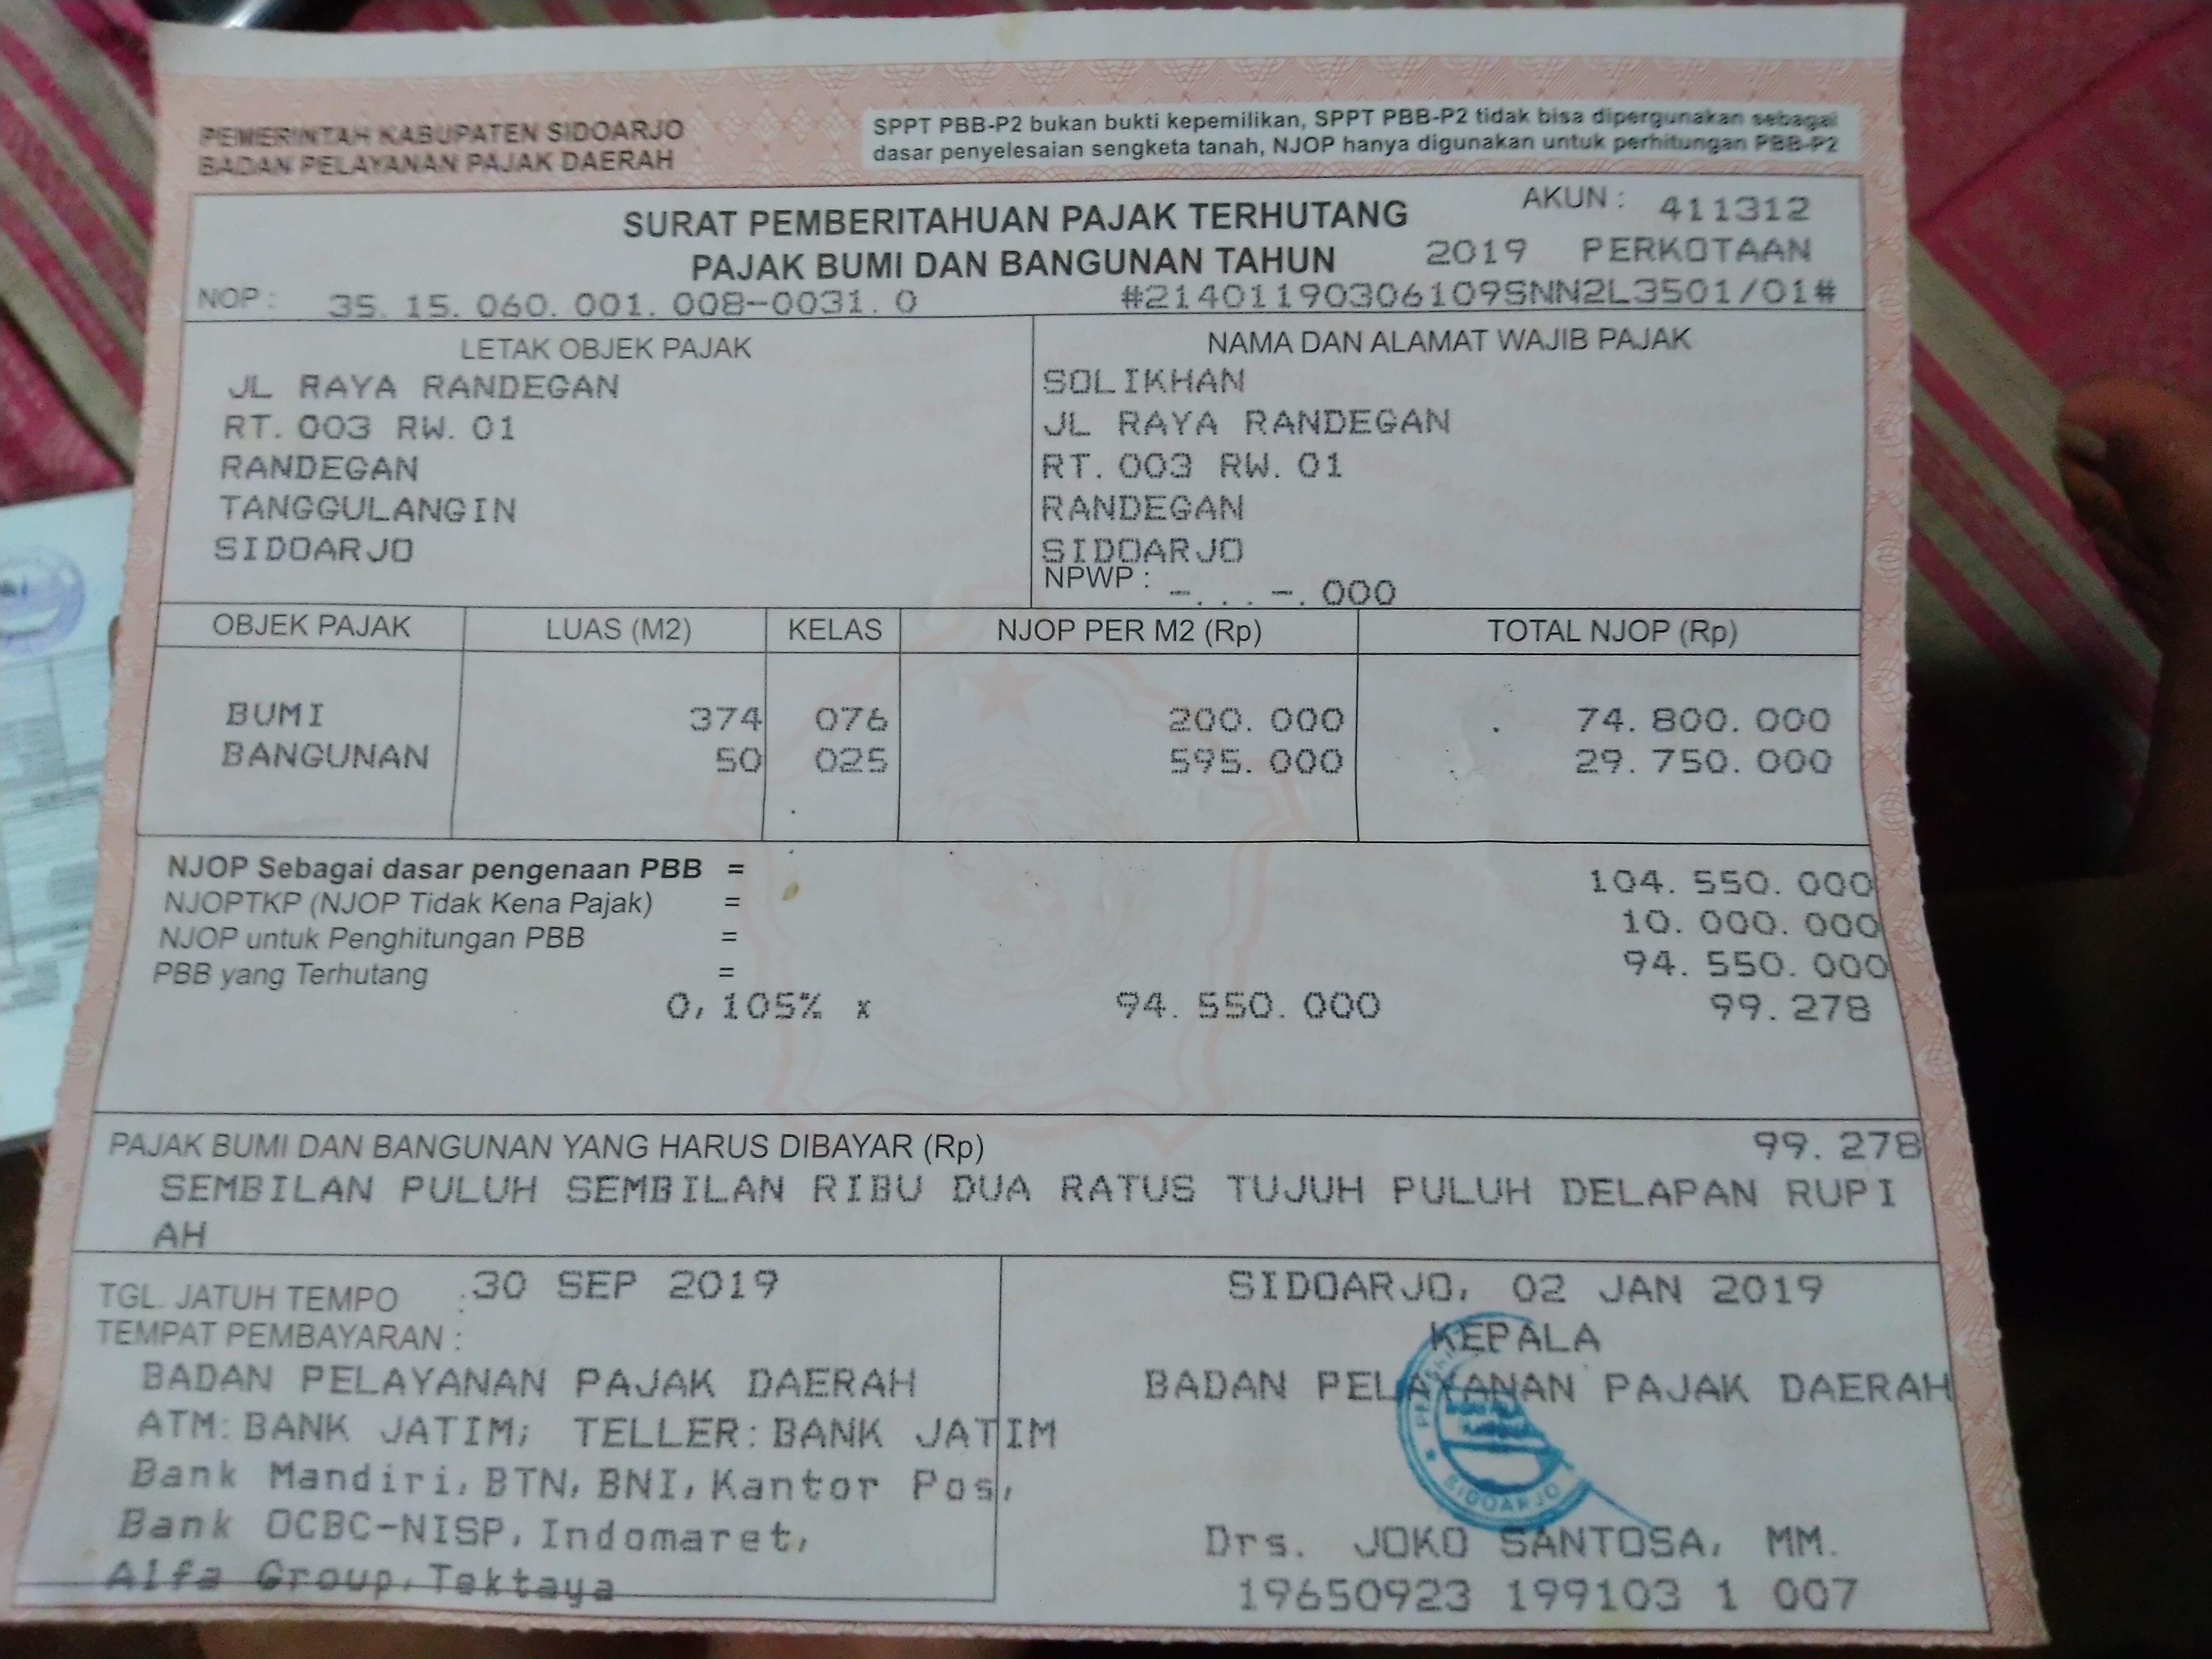 PEMERINTAH KABUPATEN SIDOARJO
BADAN PELAYANAN PAJAK DAERAH
SPPT PBB-P2 bukan bukti kepemilikan, SPPT PBB-P2 tidak bisa dipergunakan sebagai
dasar penyelesaian sengketa tanah, NJOP hanya digunakan untuk perhitungan PBB-P2
SURAT PEMBERITAHUAN PAJAK TERHUTANG
AKUN : 411312
PAJAK BUMI DAN BANGUNAN TAHUN 2019 PERKOTAAN
NOP : 35. 15. 060. 001. 008-0031. 0 #21401190306109SNN2L3501/01#
LETAK OBJEK PAJAK
JL RAYA RANDEGAN
RT. 003 RW. 01
RANDEGAN
TANGGULANGIN
SIDOARJO
NAMA DAN ALAMAT WAJIB PAJAK
SOLIKHAN
JL RAYA RANDEGAN
RT. 003 RW. 01
RANDEGAN
SIDOARJO
NPWP : -. . . -. 000
OBJEK PAJAK LUAS (M2) KELAS NJOP PER M2 (Rp) TOTAL NJOP (Rp)
BUMI 374 076 200. 000 74. 800. 000
BANGUNAN 50 025 595. 000 29. 750. 000
NJOP Sebagai dasar pengenaan PBB = 104. 550. 000
NJOPTKP (NJOP Tidak Kena Pajak) = 10. 000. 000
NJOP untuk Penghitungan PBB = 94. 550. 000
PBB yang Terhutang =
0, 105% x 94. 550. 000 99. 278
PAJAK BUMI DAN BANGUNAN YANG HARUS DIBAYAR (Rp) 99. 278
SEMBILAN PULUH SEMBILAN RIBU DUA RATUS TUJUH PULUH DELAPAN RUPI
AH
TGL. JATUH TEMPO : 30 SEP 2019
TEMPAT PEMBAYARAN :
BADAN PELAYANAN PAJAK DAERAH
ATM: BANK JATIM; TELLER: BANK JATIM
Bank Mandiri, BTN, BNI, Kantor Pos,
Bank OCBC-NISP, Indomaret,
Alfa Group, Tektaya
SIDOARJO, 02 JAN 2019
KEPALA
BADAN PELAYANAN PAJAK DAERAH
SIDOARJO
Drs. JOKO SANTOSA, MM.
19650923 199103 1 007